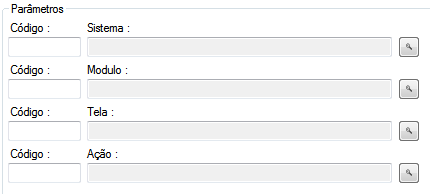 Parâmetros
Código : Sistema :
Código : Modulo :
Código : Tela :
Código : Ação :